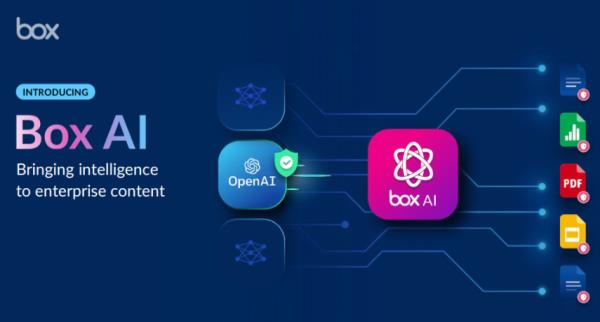 box
INTRODUCING
Box AI
Bringing intelligence
to enterprise content
OpenAI
box AI
PDF